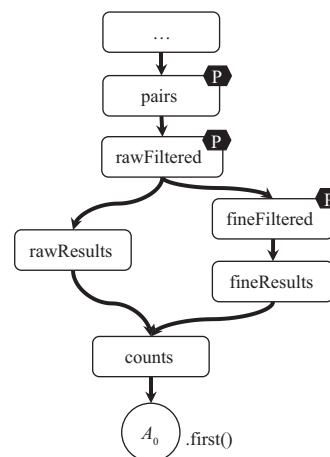 ...
P
pairs
P
rawFiltered
P
fineFiltered
rawResults
fineResults
counts
A₀ .first()